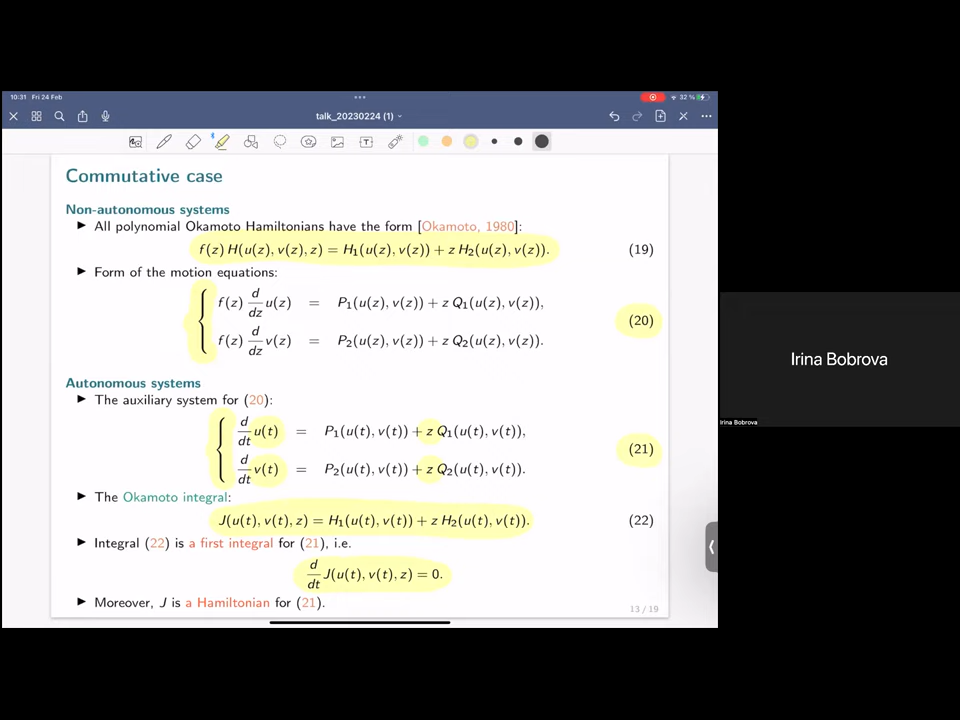 10:31 Fri 24 Feb
32 %
talk_20230224 (1)
Commutative case
Non-autonomous systems
► All polynomial Okamoto Hamiltonians have the form [Okamoto, 1980]:
f(z) H(u(z), v(z), z) = H₁(u(z), v(z)) + z H₂(u(z), v(z)). (19)
► Form of the motion equations:
f(z) d/dz u(z) = P₁(u(z), v(z)) + z Q₁(u(z), v(z)),
(20)
f(z) d/dz v(z) = P₂(u(z), v(z)) + z Q₂(u(z), v(z)).
Autonomous systems
► The auxiliary system for (20):
d/dt u(t) = P₁(u(t), v(t)) + z Q₁(u(t), v(t)),
(21)
d/dt v(t) = P₂(u(t), v(t)) + z Q₂(u(t), v(t)).
► The Okamoto integral:
J(u(t), v(t), z) = H₁(u(t), v(t)) + z H₂(u(t), v(t)). (22)
► Integral (22) is a first integral for (21), i.e.
d/dt J(u(t), v(t), z) = 0.
► Moreover, J is a Hamiltonian for (21).
13 / 19
Irina Bobrova
Irina Bobrova